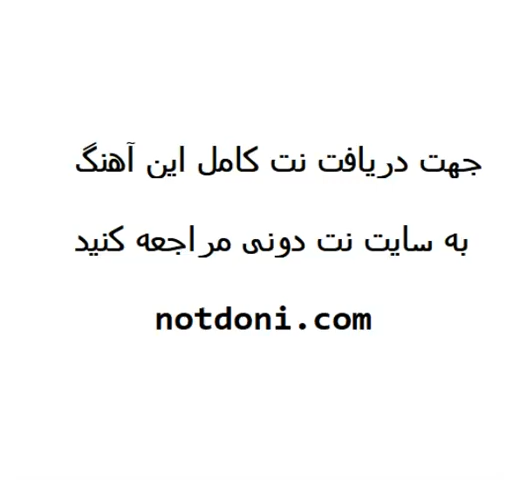 جهت دریافت نت کامل این آهنگ
به سایت نت دونی مراجعه کنید
notdoni.com